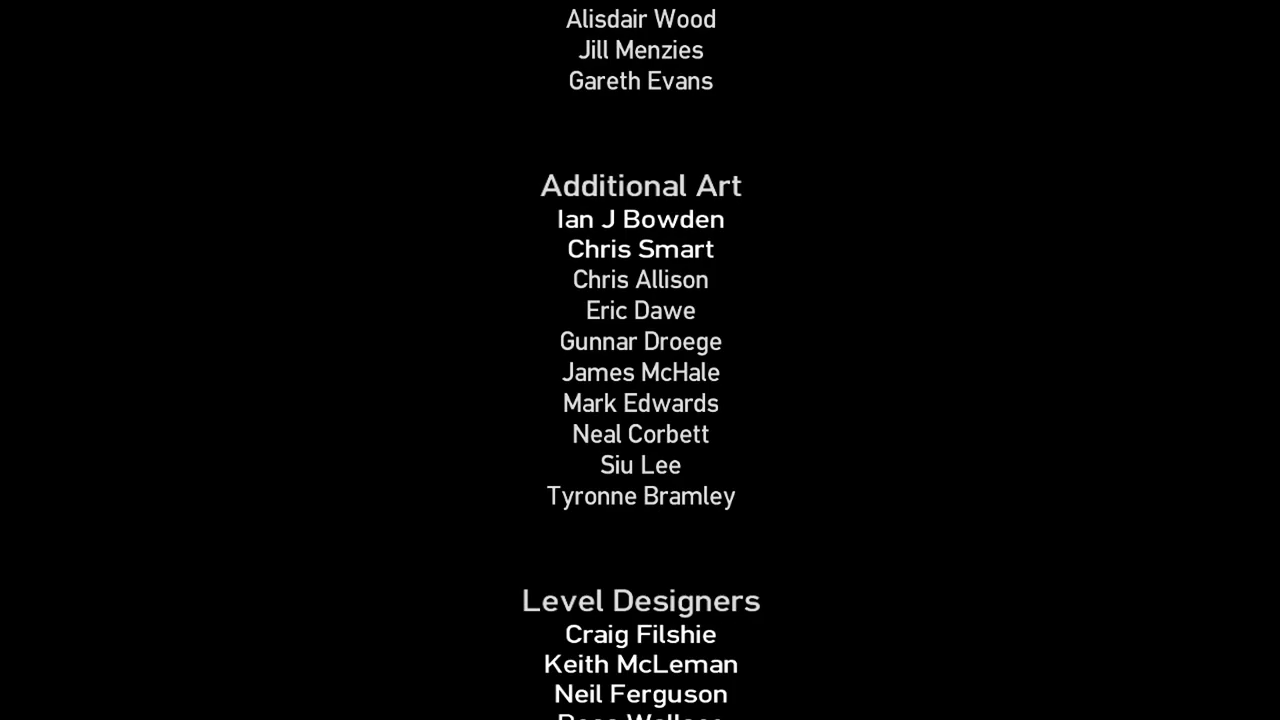 Alisdair Wood
Jill Menzies
Gareth Evans
Additional Art
Ian J Bowden
Chris Smart
Chris Allison
Eric Dawe
Gunnar Droege
James McHale
Mark Edwards
Neal Corbett
Siu Lee
Tyronne Bramley
Level Designers
Craig Filshie
Keith McLeman
Neil Ferguson